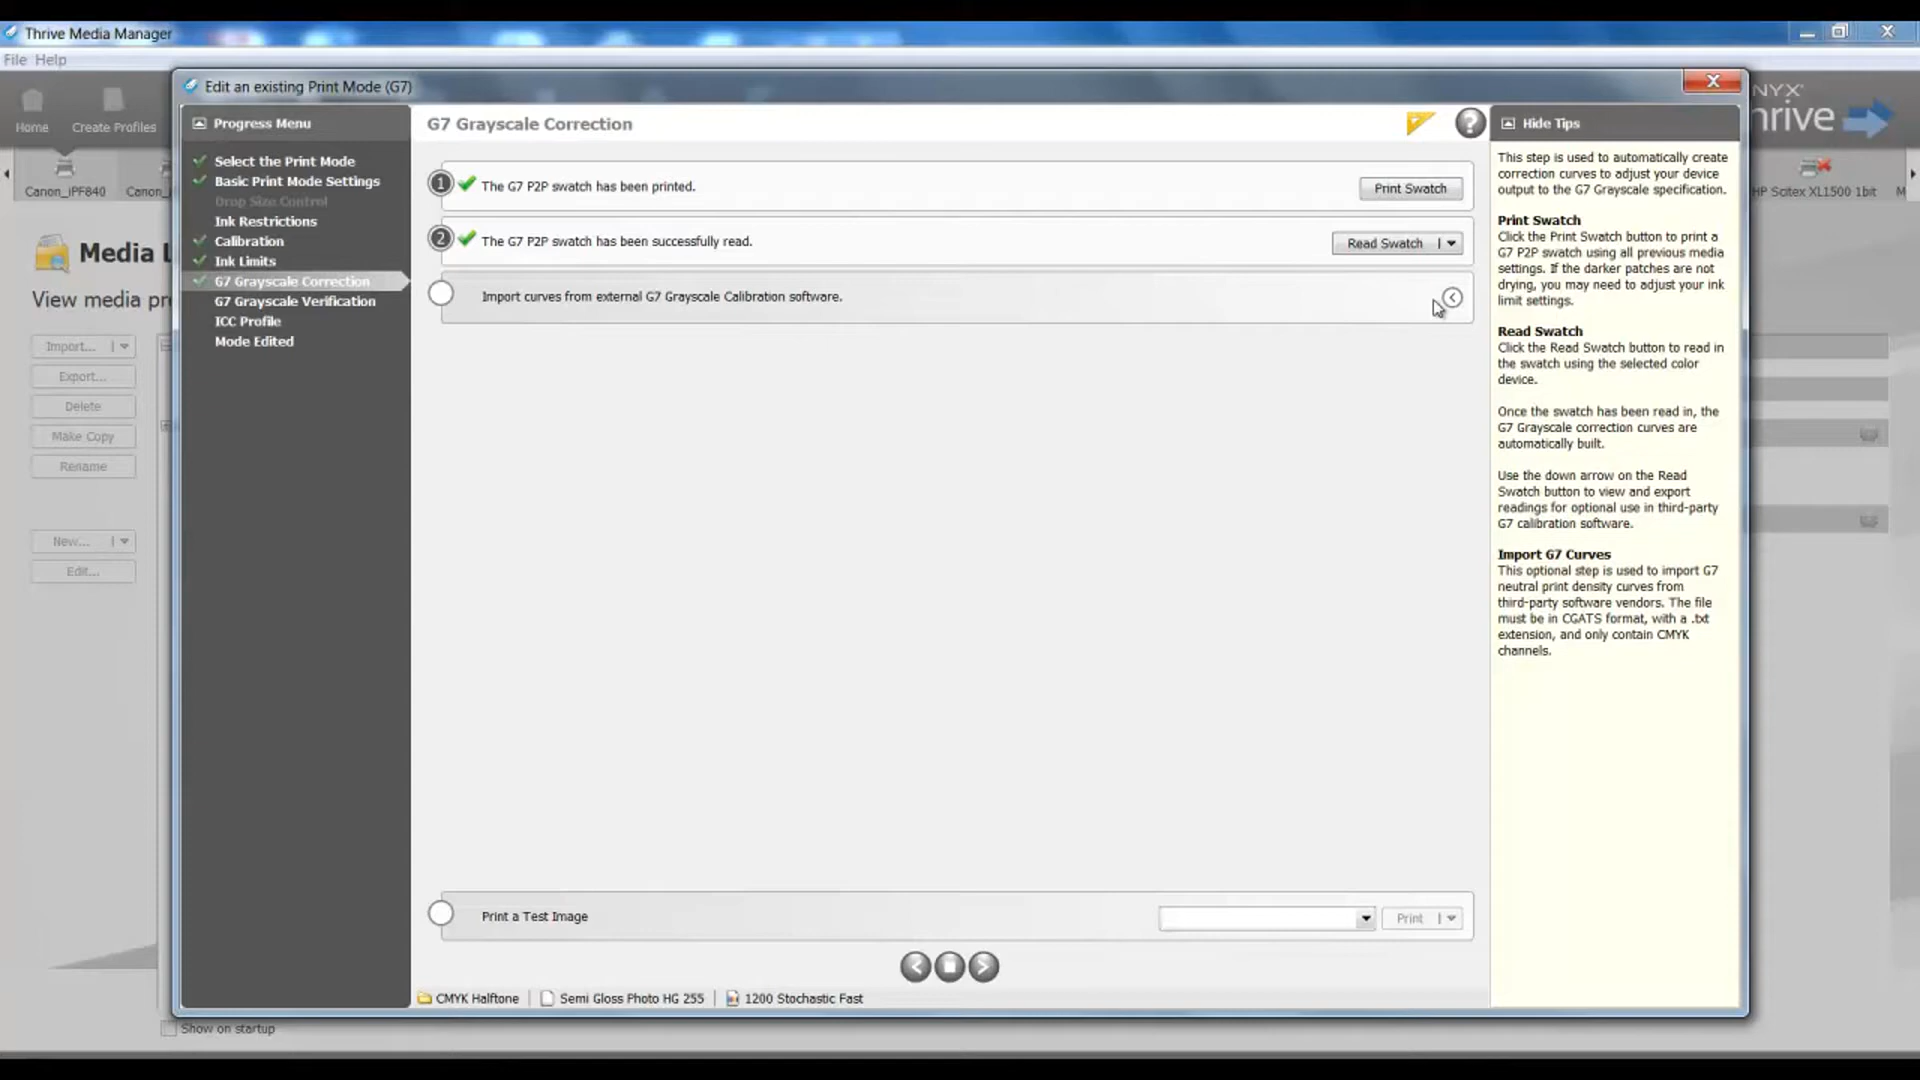 Thrive Media Manager
File Help
Edit an existing Print Mode (G7)
Home
Create Profiles
Canon_iPF840
Canon_
Media L
View media pr
Import...
Export...
Delete
Make Copy
Rename
New...
Edit...
Show on startup
Progress Menu
Select the Print Mode
Basic Print Mode Settings
Drop Size Control
Ink Restrictions
Calibration
Ink Limits
G7 Grayscale Correction
G7 Grayscale Verification
ICC Profile
Mode Edited
G7 Grayscale Correction
?
1 The G7 P2P swatch has been printed.
Print Swatch
2 The G7 P2P swatch has been successfully read.
Read Swatch
Import curves from external G7 Grayscale Calibration software.
Print a Test Image
Print
CMYK Halftone
Semi Gloss Photo HG 255
1200 Stochastic Fast
Hide Tips
This step is used to automatically create
correction curves to adjust your device
output to the G7 Grayscale specification.
Print Swatch
Click the Print Swatch button to print a
G7 P2P swatch using all previous media
settings. If the darker patches are not
drying, you may need to adjust your ink
limit settings.
Read Swatch
Click the Read Swatch button to read in
the swatch using the selected color
device.
Once the swatch has been read in, the
G7 Grayscale correction curves are
automatically built.
Use the down arrow on the Read
Swatch button to view and export
readings for optional use in third-party
G7 calibration software.
Import G7 Curves
This optional step is used to import G7
neutral print density curves from
third-party software vendors. The file
must be in CGATS format, with a .txt
extension, and only contain CMYK
channels.
NYX
hrive
HP Scitex XL1500 1bit
M